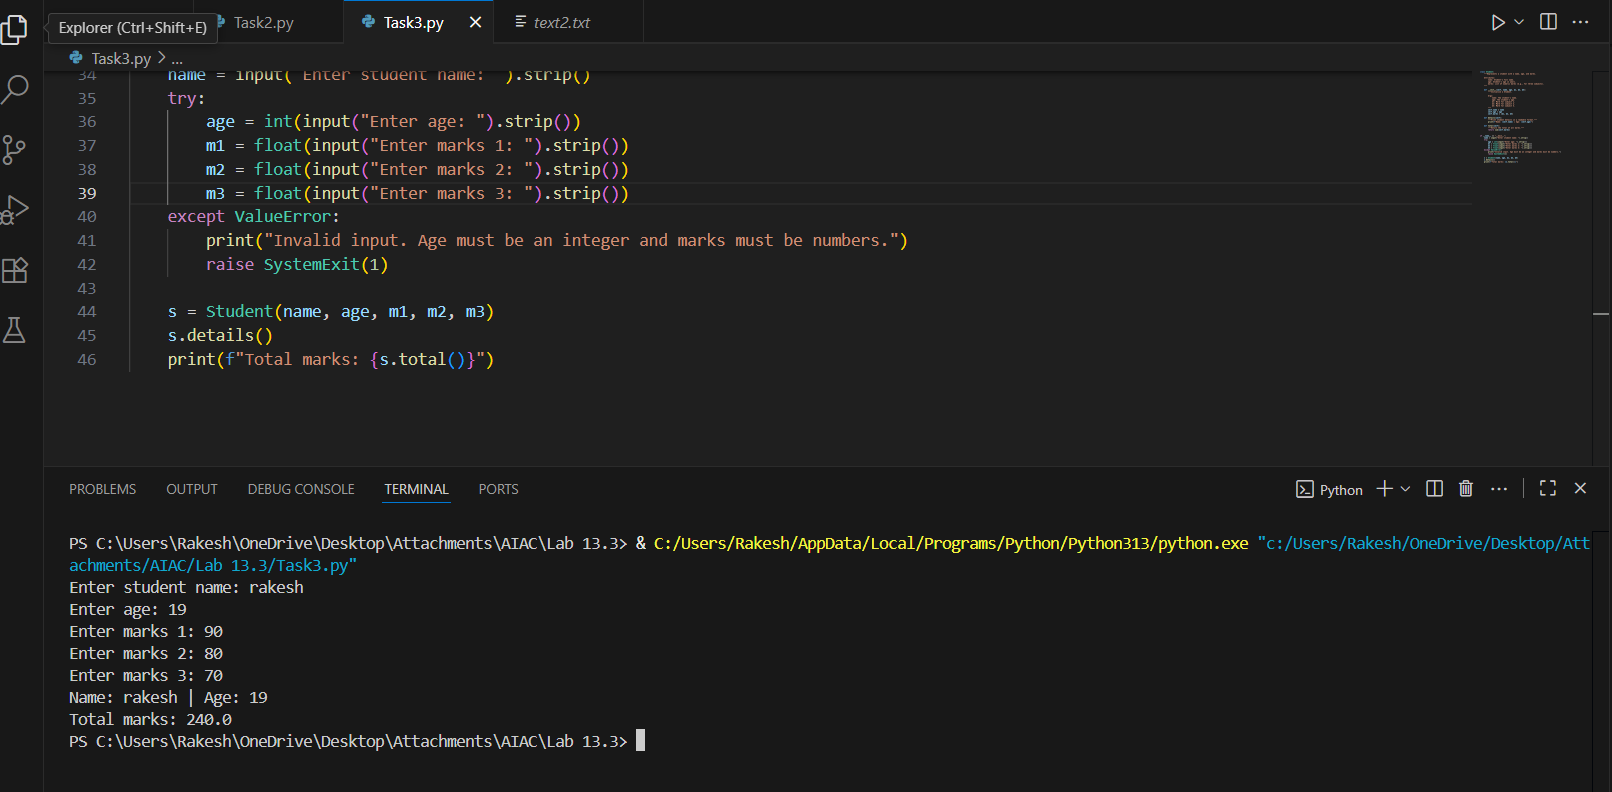 Explorer (Ctrl+Shift+E)
Task2.py
Task3.py
text2.txt
Task3.py > ...
34 name = input("Enter student name: ").strip()
35 try:
36 age = int(input("Enter age: ").strip())
37 m1 = float(input("Enter marks 1: ").strip())
38 m2 = float(input("Enter marks 2: ").strip())
39 m3 = float(input("Enter marks 3: ").strip())
40 except ValueError:
41 print("Invalid input. Age must be an integer and marks must be numbers.")
42 raise SystemExit(1)
43
44 s = Student(name, age, m1, m2, m3)
45 s.details()
46 print(f"Total marks: {s.total()}")
PROBLEMS OUTPUT DEBUG CONSOLE TERMINAL PORTS
Python
PS C:\Users\Rakesh\OneDrive\Desktop\Attachments\AIAC\Lab 13.3> & C:/Users/Rakesh/AppData/Local/Programs/Python/Python313/python.exe "c:/Users/Rakesh/OneDrive/Desktop/Att
achments/AIAC/Lab 13.3/Task3.py"
Enter student name: rakesh
Enter age: 19
Enter marks 1: 90
Enter marks 2: 80
Enter marks 3: 70
Name: rakesh | Age: 19
Total marks: 240.0
PS C:\Users\Rakesh\OneDrive\Desktop\Attachments\AIAC\Lab 13.3>